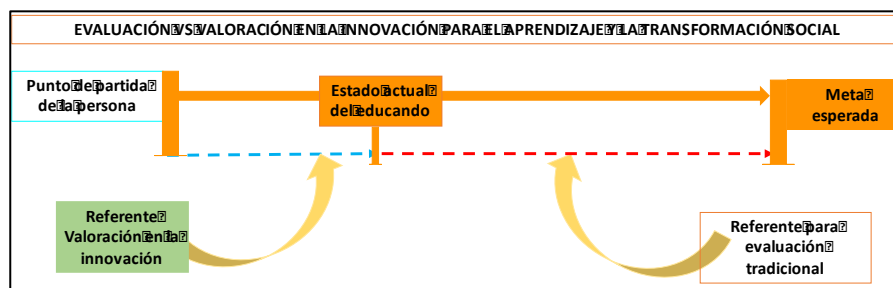 EVALUACIÓN VS VALORACIÓN EN LA INNOVACIÓN PARA EL APRENDIZAJE Y LA TRANSFORMACIÓN SOCIAL
Punto de partida
de la persona
Estado actual
del educando
Meta
esperada
Referente
Valoración en la
innovación
Referente para
evaluación
tradicional